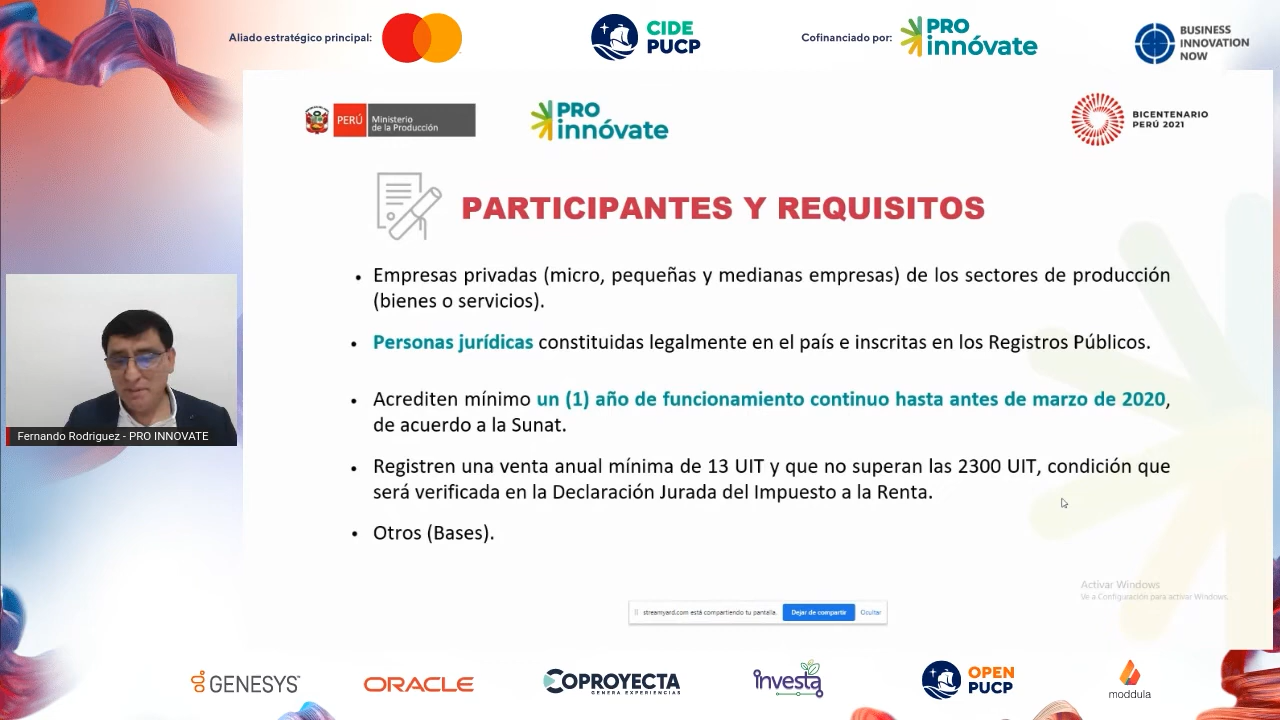 Aliado estratégico principal:
CIDE
PUCP
Cofinanciado por:
PRO
innóvate
BUSINESS
INNOVATION
NOW
PERÚ
Ministerio
de la Producción
PRO
innóvate
BICENTENARIO
PERÚ 2021
PARTICIPANTES Y REQUISITOS
• Empresas privadas (micro, pequeñas y medianas empresas) de los sectores de producción
(bienes o servicios).
• Personas jurídicas constituidas legalmente en el país e inscritas en los Registros Públicos.
• Acrediten mínimo un (1) año de funcionamiento continuo hasta antes de marzo de 2020,
de acuerdo a la Sunat.
• Registren una venta anual mínima de 13 UIT y que no superan las 2300 UIT, condición que
será verificada en la Declaración Jurada del Impuesto a la Renta.
• Otros (Bases).
Fernando Rodriguez - PRO INNOVATE
Activar Windows
Ve a Configuración para activar Windows.
streamyard.com está compartiendo tu pantalla.
Dejar de compartir
Ocultar
GENESYS
ORACLE
COPROYECTA
GENERA EXPERIENCIAS
investa
OPEN
PUCP
moddula